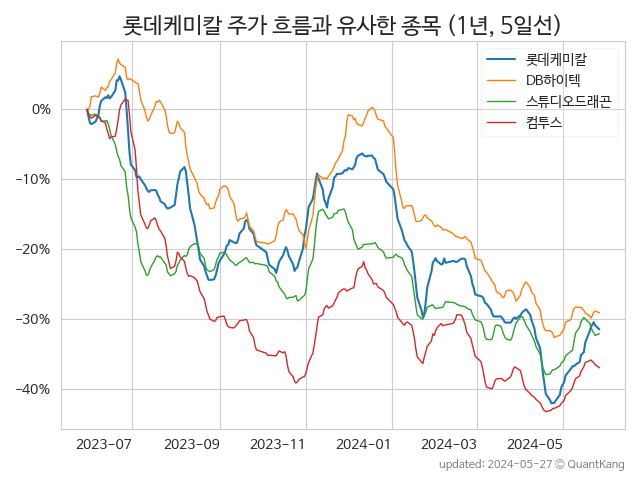 롯데케미칼 주가 흐름과 유사한 종목 (1년, 5일선)
롯데케미칼
DB하이텍
스튜디오드래곤
컴투스
0%
−10%
−20%
−30%
−40%
2023-07 2023-09 2023-11 2024-01 2024-03 2024-05
updated: 2024-05-27 © QuantKang